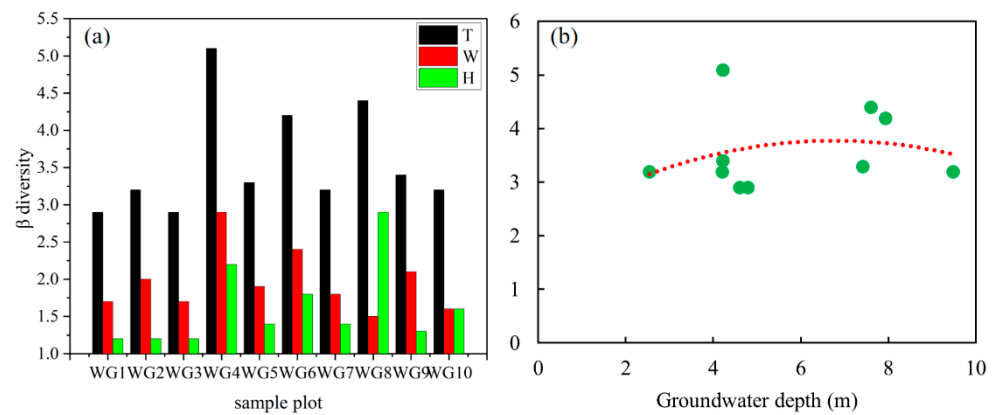 (a)
T
W
H
5.5
5.0
4.5
4.0
3.5
3.0
2.5
2.0
1.5
1.0
β diversity
WG1 WG2 WG3 WG4 WG5 WG6 WG7 WG8 WG9 WG10
sample plot
(b)
6
5
4
3
2
1
0
0 2 4 6 8 10
Groundwater depth (m)